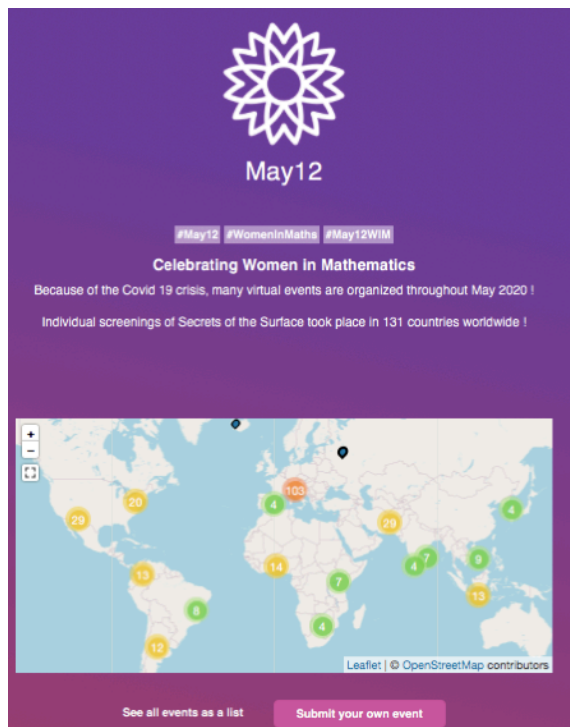 May12
#May12 #WomenInMaths #May12WIM
Celebrating Women in Mathematics
Because of the Covid 19 crisis, many virtual events are organized throughout May 2020 !
Individual screenings of Secrets of the Surface took place in 131 countries worldwide !
+
−
103
4
20
29
29
4
7
4
9
14
13
7
13
8
4
12
Leaflet | © OpenStreetMap contributors
See all events as a list
Submit your own event